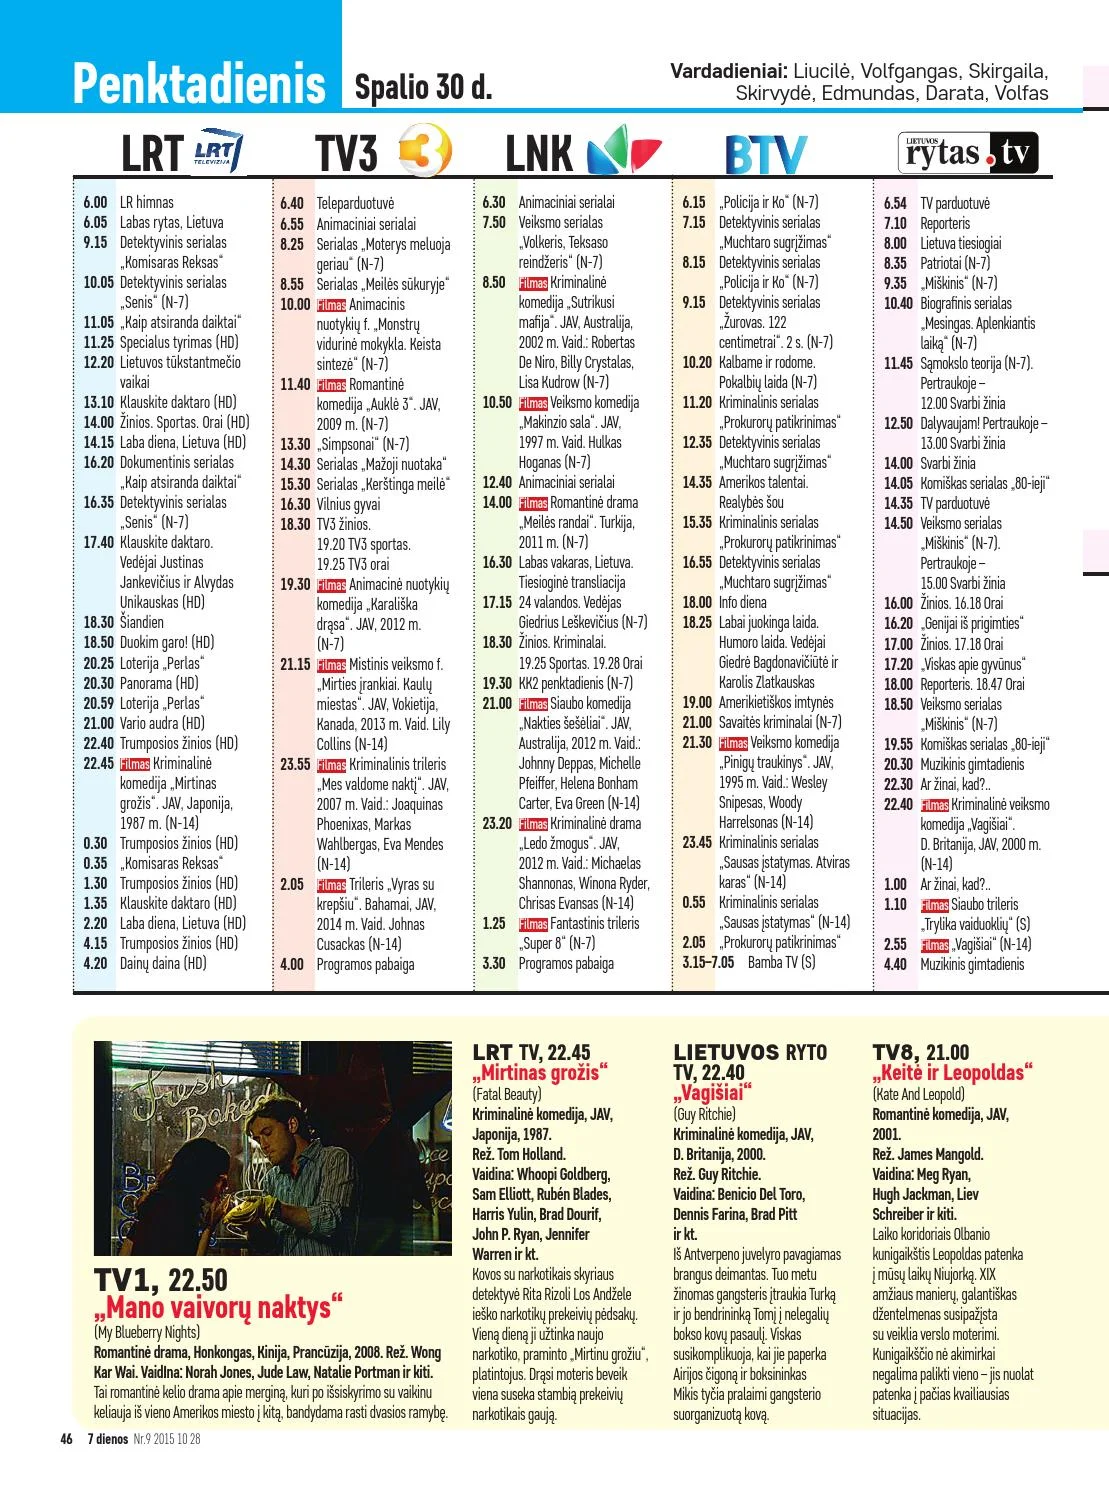 Penktadienis
Spalio 30 d.
Vardadieniai: Liucilė, Volfgangas, Skirgaila,
Skirvydė, Edmundas, Darata, Volfas
LRT
LRT
TELEVIZIJA
6.00 LR himnas
6.05 Labas rytas, Lietuva
9.15 Detektyvinis serialas
„Komisaras Reksas“
10.05 Detektyvinis serialas
„Senis“ (N-7)
11.05 „Kaip atsiranda daiktai“
11.25 Specialus tyrimas (HD)
12.20 Lietuvos tūkstantmečio
vaikai
13.10 Klauskite daktaro (HD)
14.00 Žinios. Sportas. Orai (HD)
14.15 Laba diena, Lietuva (HD)
16.20 Dokumentinis serialas
„Kaip atsiranda daiktai“
16.35 Detektyvinis serialas
„Senis“ (N-7)
17.40 Klauskite daktaro.
Vedėjai Justinas
Jankevičius ir Alvydas
Unikauskas (HD)
18.30 Šiandien
18.50 Duokim garo! (HD)
20.25 Loterija „Perlas“
20.30 Panorama (HD)
20.59 Loterija „Perlas“
21.00 Vario audra (HD)
22.40 Trumposios žinios (HD)
22.45 Filmas Kriminalinė
komedija „Mirtinas
grožis“. JAV, Japonija,
1987 m. (N-14)
0.30 Trumposios žinios (HD)
0.35 „Komisaras Reksas“
1.30 Trumposios žinios (HD)
1.35 Klauskite daktaro (HD)
2.20 Laba diena, Lietuva (HD)
4.15 Trumposios žinios (HD)
4.20 Dainų daina (HD)
TV3
3
6.40 Teleparduotuvė
6.55 Animaciniai serialai
8.25 Serialas „Moterys meluoja
geriau“ (N-7)
8.55 Serialas „Meilės sūkuryje“
10.00 Filmas Animacinis
nuotykių f. „Monstrų
vidurinė mokykla. Keista
sintezė“ (N-7)
11.40 Filmas Romantinė
komedija „Auklė 3“. JAV,
2009 m. (N-7)
13.30 „Simpsonai“ (N-7)
14.30 Serialas „Mažoji nuotaka“
15.30 Serialas „Kerštinga meilė“
16.30 Vilnius gyvai
18.30 TV3 žinios.
19.20 TV3 sportas.
19.25 TV3 orai
19.30 Filmas Animacinė nuotykių
komedija „Karališka
drąsa“. JAV, 2012 m.
(N-7)
21.15 Filmas Mistinis veiksmo f.
„Mirties įrankiai. Kaulų
miestas“. JAV, Vokietija,
Kanada, 2013 m. Vaid. Lily
Collins (N-14)
23.55 Filmas Kriminalinis trileris
„Mes valdome naktį“. JAV,
2007 m. Vaid.: Joaquinas
Phoenixas, Markas
Wahlbergas, Eva Mendes
(N-14)
2.05 Filmas Trileris „Vyras su
krepšiu“. Bahamai, JAV,
2014 m. Vaid. Johnas
Cusackas (N-14)
4.00 Programos pabaiga
LNK
6.30 Animaciniai serialai
7.50 Veiksmo serialas
„Volkeris, Teksaso
reindžeris“ (N-7)
8.50 Filmas Kriminalinė
komedija „Sutrikusi
mafija“. JAV, Australija,
2002 m. Vaid.: Robertas
De Niro, Billy Crystalas,
Lisa Kudrow (N-7)
10.50 Filmas Veiksmo komedija
„Makinzio sala“. JAV,
1997 m. Vaid. Hulkas
Hoganas (N-7)
12.40 Animaciniai serialai
14.00 Filmas Romantinė drama
„Meilės randai“. Turkija,
2011 m. (N-7)
16.30 Labas vakaras, Lietuva.
Tiesioginė transliacija
17.15 24 valandos. Vedėjas
Giedrius Leškevičius (N-7)
18.30 Žinios. Kriminalai.
19.25 Sportas. 19.28 Orai
19.30 KK2 penktadienis (N-7)
21.00 Filmas Siaubo komedija
„Nakties šešėliai“. JAV,
Australija, 2012 m. Vaid.:
Johnny Deppas, Michelle
Pfeiffer, Helena Bonham
Carter, Eva Green (N-14)
23.20 Filmas Kriminalinė drama
„Ledo žmogus“. JAV,
2012 m. Vaid.: Michaelas
Shannonas, Winona Ryder,
Chrisas Evansas (N-14)
1.25 Filmas Fantastinis trileris
„Super 8“ (N-7)
3.30 Programos pabaiga
BTV
6.15 „Policija ir Ko“ (N-7)
7.15 Detektyvinis serialas
„Muchtaro sugrįžimas“
8.15 Detektyvinis serialas
„Policija ir Ko“ (N-7)
9.15 Detektyvinis serialas
„Žurovas. 122
centimetrai“. 2 s. (N-7)
10.20 Kalbame ir rodome.
Pokalbių laida (N-7)
11.20 Kriminalinis serialas
„Prokurorų patikrinimas“
12.35 Detektyvinis serialas
„Muchtaro sugrįžimas“
14.35 Amerikos talentai.
Realybės šou
15.35 Kriminalinis serialas
„Prokurorų patikrinimas“
16.55 Detektyvinis serialas
„Muchtaro sugrįžimas“
18.00 Info diena
18.25 Labai juokinga laida.
Humoro laida. Vedėjai
Giedrė Bagdonavičiūtė ir
Karolis Zlatkauskas
19.00 Amerikietiškos imtynės
21.00 Savaitės kriminalai (N-7)
21.30 Filmas Veiksmo komedija
„Pinigų traukinys“. JAV,
1995 m. Vaid.: Wesley
Snipesas, Woody
Harrelsonas (N-14)
23.45 Kriminalinis serialas
„Sausas įstatymas. Atviras
karas“ (N-14)
0.55 Kriminalinis serialas
„Sausas įstatymas“ (N-14)
2.05 „Prokurorų patikrinimas“
3.15–7.05 Bamba TV (S)
LIETUVOS
rytas.tv
6.54 TV parduotuvė
7.10 Reporteris
8.00 Lietuva tiesiogiai
8.35 Patriotai (N-7)
9.35 „Miškinis“ (N-7)
10.40 Biografinis serialas
„Mesingas. Aplenkiantis
laiką“ (N-7)
11.45 Sąmokslo teorija (N-7).
Pertraukoje –
12.00 Svarbi žinia
12.50 Dalyvaujam! Pertraukoje –
13.00 Svarbi žinia
14.00 Svarbi žinia
14.05 Komiškas serialas „80-ieji“
14.35 TV parduotuvė
14.50 Veiksmo serialas
„Miškinis“ (N-7).
Pertraukoje –
15.00 Svarbi žinia
16.00 Žinios. 16.18 Orai
16.20 „Genijai iš prigimties“
17.00 Žinios. 17.18 Orai
17.20 „Viskas apie gyvūnus“
18.00 Reporteris. 18.47 Orai
18.50 Veiksmo serialas
„Miškinis“ (N-7)
19.55 Komiškas serialas „80-ieji“
20.30 Muzikinis gimtadienis
22.30 Ar žinai, kad?..
22.40 Filmas Kriminalinė veiksmo
komedija „Vagišiai“.
D. Britanija, JAV, 2000 m.
(N-14)
1.00 Ar žinai, kad?..
1.10 Filmas Siaubo trileris
„Trylika vaiduoklių“ (S)
2.55 Filmas „Vagišiai“ (N-14)
4.40 Muzikinis gimtadienis
Fresh
Baked
TV1, 22.50
„Mano vaivorų naktys“
(My Blueberry Nights)
Romantinė drama, Honkongas, Kinija, Prancūzija, 2008. Rež. Wong
Kar Wai. VaidIna: Norah Jones, Jude Law, Natalie Portman ir kiti.
Tai romantinė kelio drama apie merginą, kuri po išsiskyrimo su vaikinu
keliauja iš vieno Amerikos miesto į kitą, bandydama rasti dvasios ramybę.
LRT TV, 22.45
„Mirtinas grožis“
(Fatal Beauty)
Kriminalinė komedija, JAV,
Japonija, 1987.
Rež. Tom Holland.
Vaidina: Whoopi Goldberg,
Sam Elliott, Rubén Blades,
Harris Yulin, Brad Dourif,
John P. Ryan, Jennifer
Warren ir kt.
Kovos su narkotikais skyriaus
detektyvė Rita Rizoli Los Andžele
ieško narkotikų prekeivių pėdsakų.
Vieną dieną ji užtinka naujo
narkotiko, praminto „Mirtinu grožiu“,
platintojus. Drąsi moteris beveik
viena suseka stambią prekeivių
narkotikais gaują.
LIETUVOS RYTO
TV, 22.40
„Vagišiai“
(Guy Ritchie)
Kriminalinė komedija, JAV,
D. Britanija, 2000.
Rež. Guy Ritchie.
Vaidina: Benicio Del Toro,
Dennis Farina, Brad Pitt
ir kt.
Iš Antverpeno juvelyro pavagiamas
brangus deimantas. Tuo metu
žinomas gangsteris įtraukia Turką
ir jo bendrininką Tomį į nelegalių
bokso kovų pasaulį. Viskas
susikomplikuoja, kai jie paperka
Airijos čigoną ir boksininkas
Mikis tyčia pralaimi gangsterio
suorganizuotą kovą.
TV8, 21.00
„Keitė ir Leopoldas“
(Kate And Leopold)
Romantinė komedija, JAV,
2001.
Rež. James Mangold.
Vaidina: Meg Ryan,
Hugh Jackman, Liev
Schreiber ir kiti.
Laiko koridoriais Olbanio
kunigaikštis Leopoldas patenka
į mūsų laikų Niujorką. XIX
amžiaus manierų, galantiškas
džentelmenas susipažįsta
su veiklia verslo moterimi.
Kunigaikščio nė akimirkai
negalima palikti vieno – jis nuolat
patenka į pačias kvailiausias
situacijas.
46 7 dienos Nr.9 2015 10 28